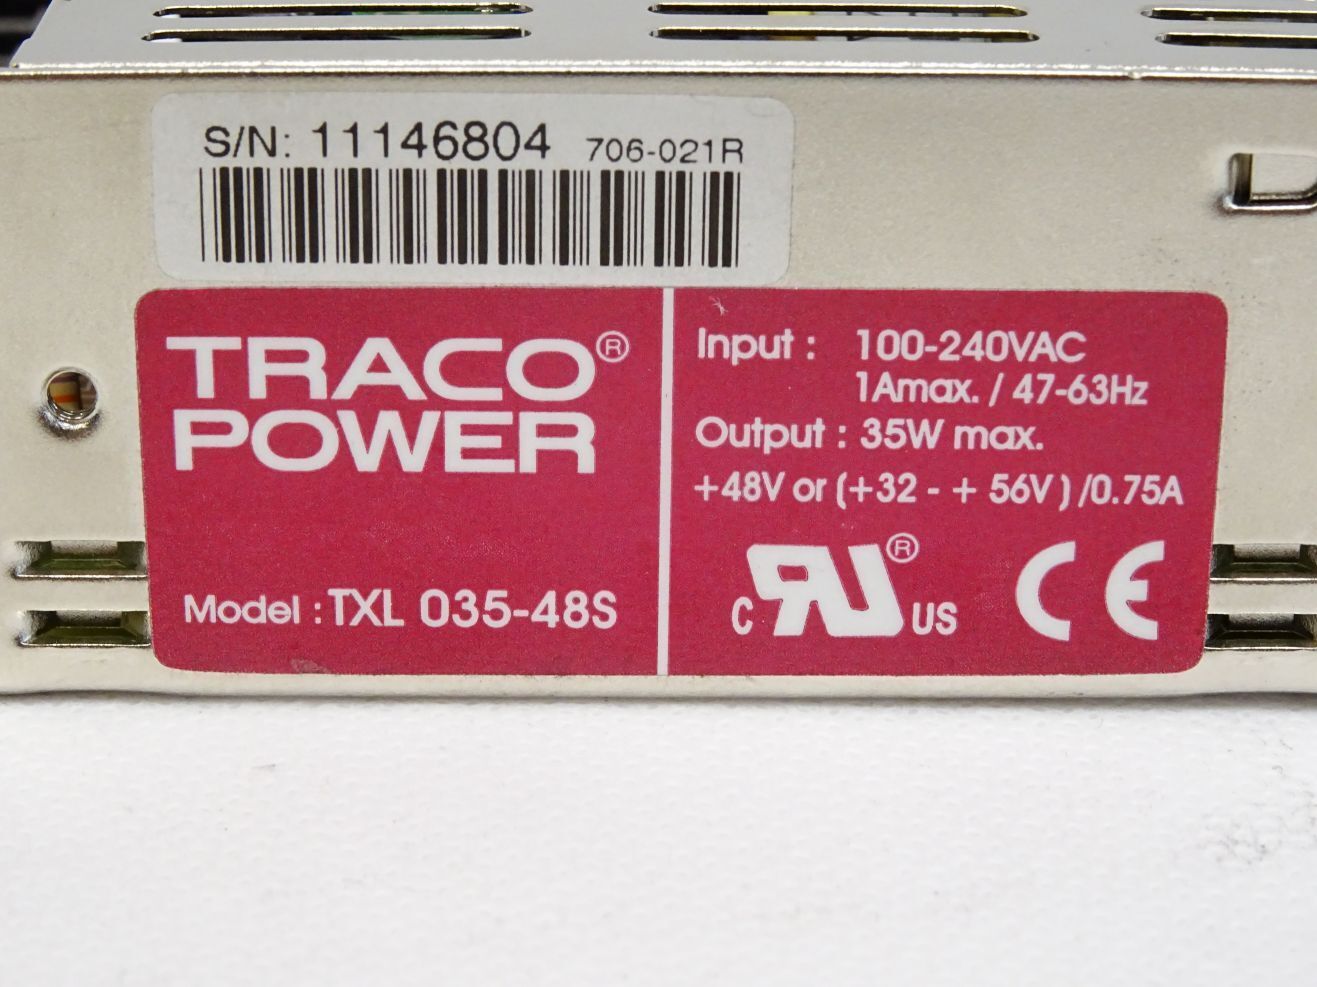 S/N: 11146804 706-021R
TRACO®
POWER
Model : TXL 035-48S
Input : 100-240VAC
1Amax. / 47-63Hz
Output : 35W max.
+48V or (+32 - + 56V ) /0.75A
C RU® US CE